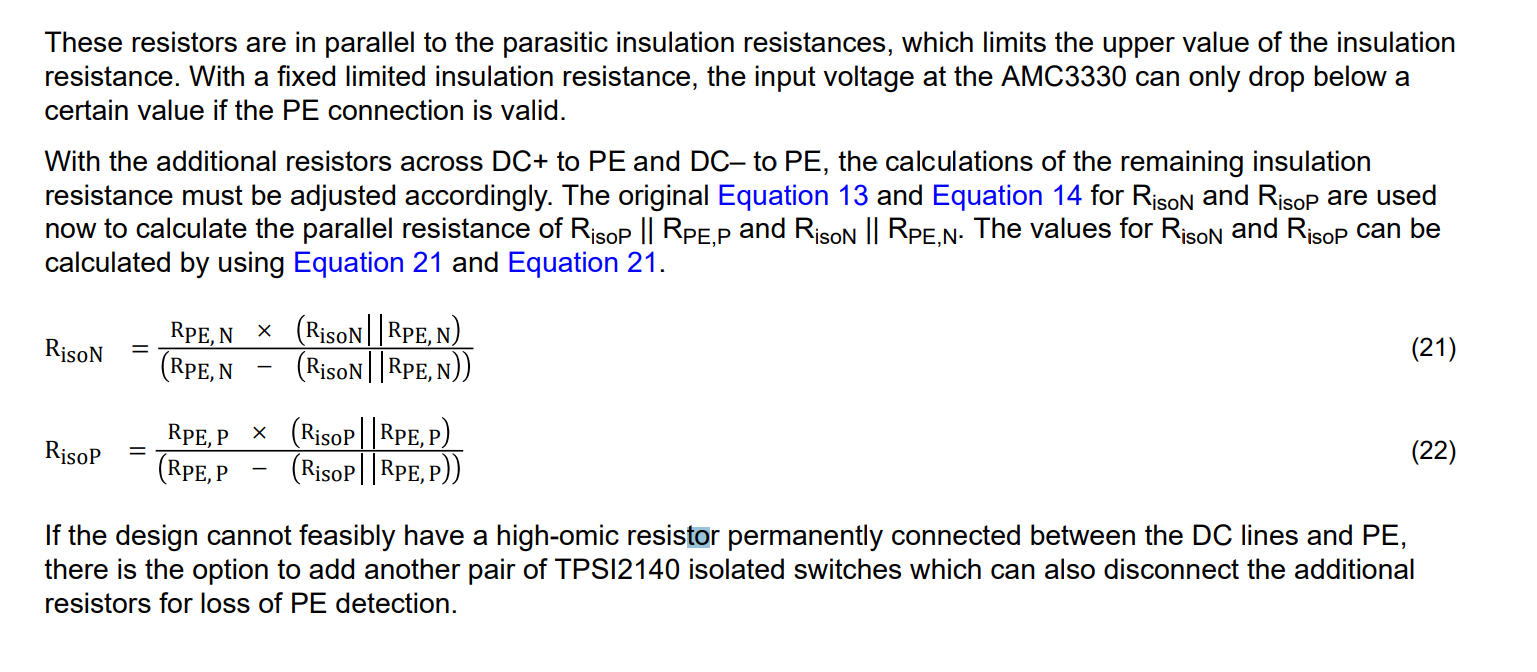 These resistors are in parallel to the parasitic insulation resistances, which limits the upper value of the insulation
resistance. With a fixed limited insulation resistance, the input voltage at the AMC3330 can only drop below a
certain value if the PE connection is valid.
With the additional resistors across DC+ to PE and DC– to PE, the calculations of the remaining insulation
resistance must be adjusted accordingly. The original Equation 13 and Equation 14 for RisoN and RisoP are used
now to calculate the parallel resistance of RisoP || RPE,P and RisoN || RPE,N. The values for RisoN and RisoP can be
calculated by using Equation 21 and Equation 21.
RisoN = RPE, N × (RisoN||RPE, N) / (RPE, N − (RisoN||RPE, N)) (21)
RisoP = RPE, P × (RisoP||RPE, P) / (RPE, P − (RisoP||RPE, P)) (22)
If the design cannot feasibly have a high-omic resistor permanently connected between the DC lines and PE,
there is the option to add another pair of TPSI2140 isolated switches which can also disconnect the additional
resistors for loss of PE detection.